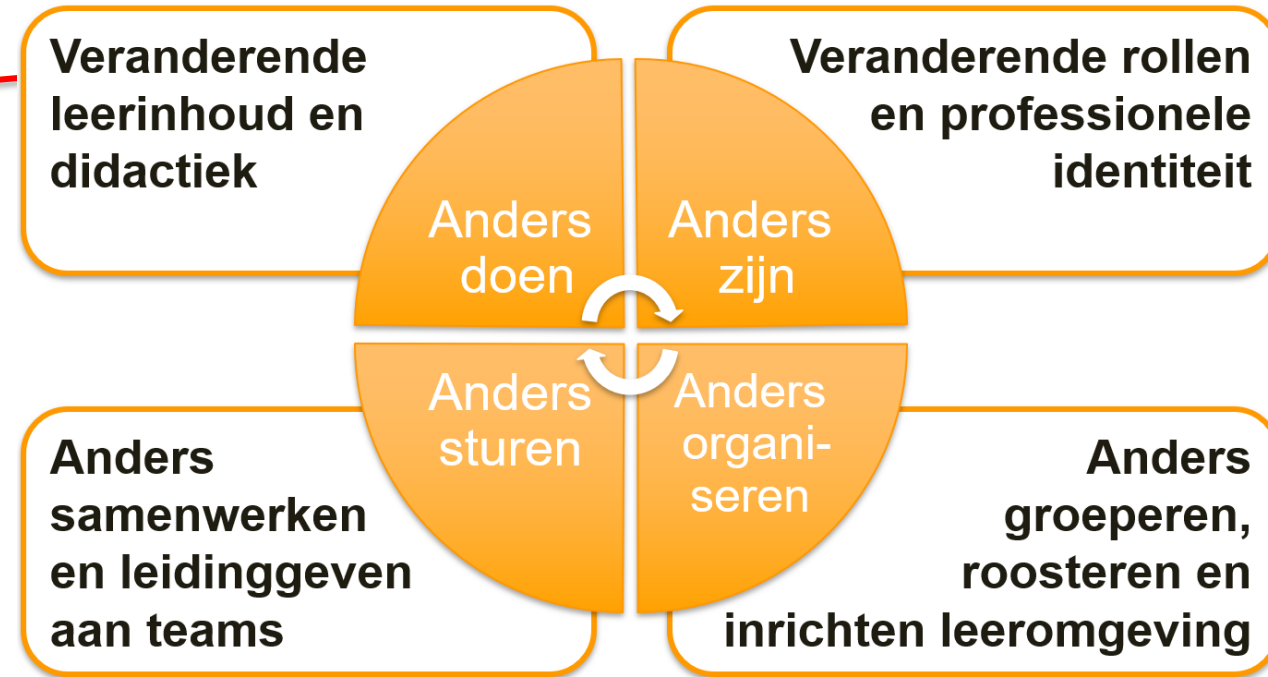 Veranderende
leerinhoud en
didactiek
Veranderende rollen
en professionele
identiteit
Anders
doen
Anders
zijn
Anders
sturen
Anders
organi-
seren
Anders
samenwerken
en leidinggeven
aan teams
Anders
groeperen,
roosteren en
inrichten leeromgeving